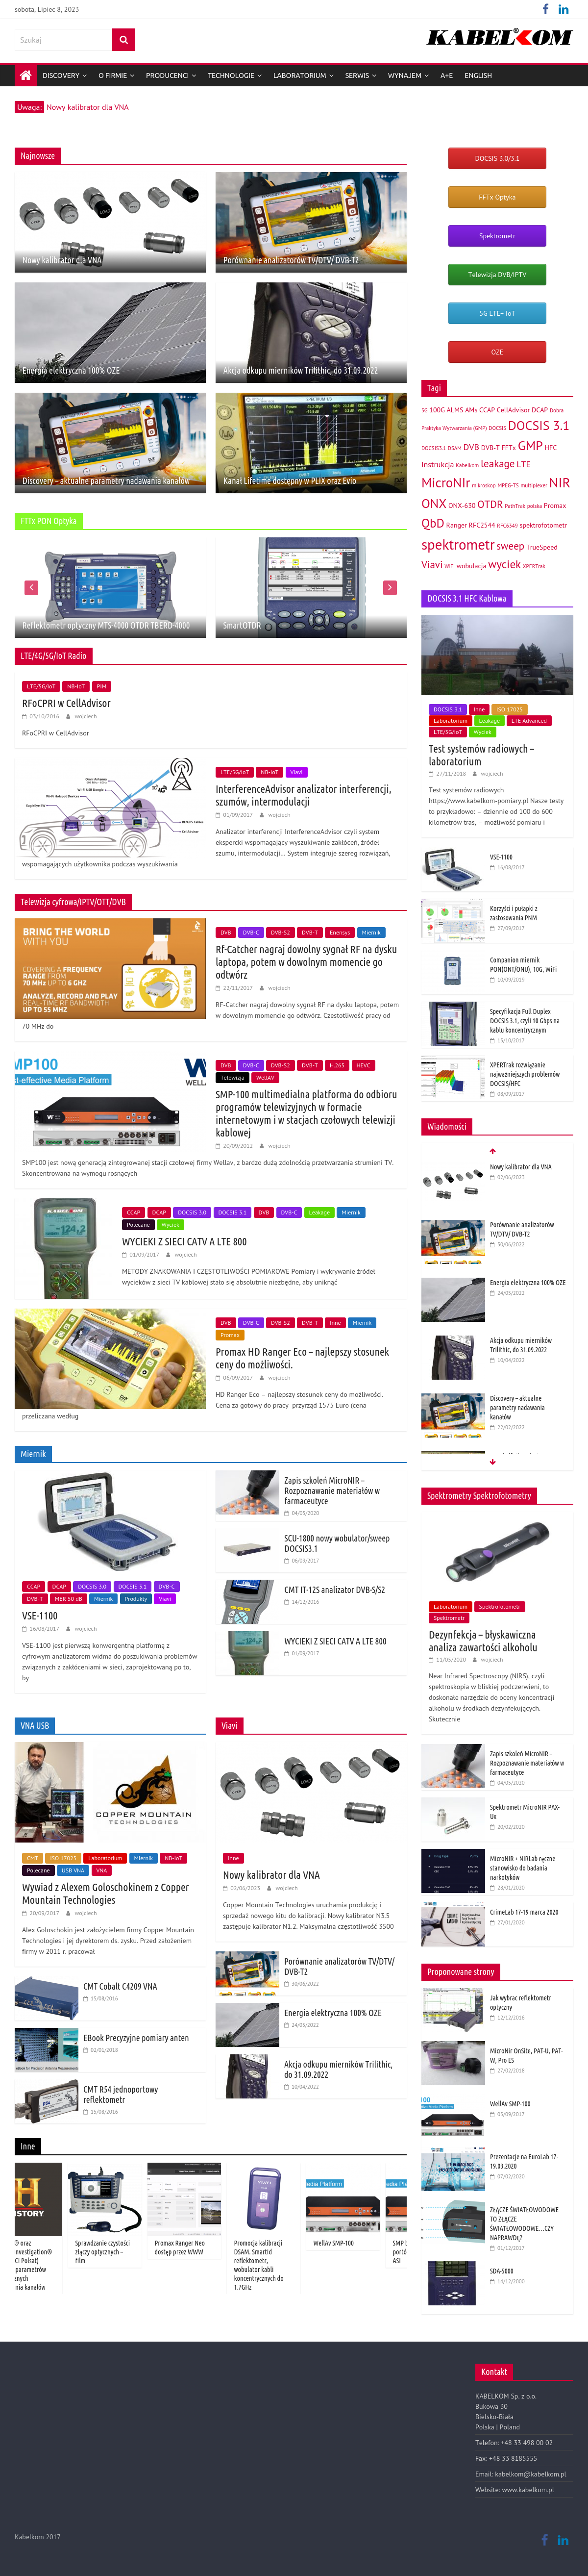 sobota, Lipiec 8, 2023
Szukaj
KABELKOM
DISCOVERY
O FIRMIE
PRODUCENCI
TECHNOLOGIE
LABORATORIUM
SERWIS
WYNAJEM
A+E
ENGLISH
Uwaga: Nowy kalibrator dla VNA
Najnowsze
Nowy kalibrator dla VNA
Porównanie analizatorów TV/DTV/ DVB-T2
Energia elektryczna 100% OZE
Akcja odkupu mierników Trilithic, do 31.09.2022
Discovery – aktualne parametry nadawania kanałów
Kanał Lifetime dostępny w PLIX oraz Evio
FTTx PON Optyka
Reflektometr optyczny MTS-4000 OTDR TBERD-4000
SmartOTDR
LTE/4G/5G/IoT Radio
LTE/5G/IoT NB-IoT PIM
RFoCPRI w CellAdvisor
03/10/2016 wojciech
RFoCPRI w CellAdvisor
LTE/5G/IoT NB-IoT Viavi
InterferenceAdvisor analizator interferencji, szumów, intermodulacji
01/09/2017 wojciech
Analizator interferencji InterferenceAdvisor czyli system ekspercki wspomagający wyszukiwanie zakłóceń, źródeł szumu, intermodulacji... System integruje szereg rozwiązań, wspomagających użytkownika podczas wyszukiwania
Telewizja cyfrowa/IPTV/OTT/DVB
BRING THE WORLD WITH YOU
COVERING A FREQUENCY RANGE FROM 70 MHz UP TO 6 GHz
ANALYZE, RECORD AND PLAY REAL-TIME BANDWIDTH UP TO 55 MHZ
DVB DVB-C DVB-S2 DVB-T Enensys Miernik
Rf-Catcher nagraj dowolny sygnał RF na dysku laptopa, potem w dowolnym momencie go odtwórz
22/11/2017 wojciech
RF-Catcher nagraj dowolny sygnał RF na dysku laptopa, potem w dowolnym momencie go odtwórz. Czestotliwość pracy od 70 MHz do
DVB DVB-C DVB-S2 DVB-T H.265 HEVC
Telewizja WellAV
SMP-100 multimedialna platforma do odbioru programów telewizyjnych w formacie internetowym i w stacjach czołowych telewizji kablowej
20/09/2012 wojciech
SMP100 jest nową generacją zintegrowanej stacji czołowej firmy Wellav, z bardzo dużą zdolnością przetwarzania strumieni TV. Skoncentrowana na wymogu rosnących
CCAP DCAP DOCSIS 3.0 DOCSIS 3.1 DVB DVB-C Leakage Miernik
Polecane Wyciek
WYCIEKI Z SIECI CATV A LTE 800
01/09/2017 wojciech
METODY ZNAKOWANIA I CZĘSTOTLIWOŚCI POMIAROWE Pomiary i wykrywanie źródeł wycieków z sieci TV kablowej stało się absolutnie niezbędne, aby uniknąć
DVB DVB-C DVB-S2 DVB-T Inne Miernik
Promax
Promax HD Ranger Eco – najlepszy stosunek ceny do możliwości.
06/09/2017 wojciech
HD Ranger Eco – najlepszy stosunek ceny do możliwości. Cena za gotowy do pracy przyrząd 1575 Euro (cena przeliczana według
Miernik
CCAP DCAP DOCSIS 3.0 DOCSIS 3.1 DVB-C
DVB-T MER 50 dB Miernik Produkty Viavi
VSE-1100
16/08/2017 wojciech
VSE-1100 jest pierwszą konwergentną platformą z cyfrowym analizatorem widma do poszukiwania problemów związanych z zakłóceniami w sieci, zaprojektowaną po to, by
Zapis szkoleń MicroNIR – Rozpoznawanie materiałów w farmaceutyce
04/05/2020
SCU-1800 nowy wobulator/sweep DOCSIS3.1
06/09/2017
CMT IT-12S analizator DVB-S/S2
14/12/2016
WYCIEKI Z SIECI CATV A LTE 800
01/09/2017
VNA USB
COPPER MOUNTAIN TECHNOLOGIES
CMT ISO 17025 Laboratorium Miernik NB-IoT
Polecane USB VNA VNA
Wywiad z Alexem Goloschokinem z Copper Mountain Technologies
20/09/2017 wojciech
Alex Goloschokin jest założycielem firmy Copper Mountain Technologies i jej dyrektorem ds. zysku. Przed założeniem firmy w 2011 r. pracował
CMT Cobalt C4209 VNA
15/08/2016
EBook Precyzyjne pomiary anten
02/01/2018
CMT R54 jednoportowy reflektometr
15/08/2016
Viavi
Inne
Nowy kalibrator dla VNA
02/06/2023 wojciech
Copper Mountain Technologies uruchamia produkcję i sprzedaż nowego kitu do kalibracji. Nowy kalibrator N3.5 zastępuje kalibrator N1.2. Maksymalna częstotliwość 3500
Porównanie analizatorów TV/DTV/ DVB-T2
30/06/2022
Energia elektryczna 100% OZE
24/05/2022
Akcja odkupu mierników Trilithic, do 31.09.2022
10/04/2022
Inne
Sprawdzanie czystości złączy optycznych – film
Promax Ranger Neo dostęp przez WWW
Promocja kalibracji DSAM. SmartId reflektometr, wobulator kabli koncentrycznych do 1.7GHz
WellAv SMP-100
DOCSIS 3.0/3.1
FFTx Optyka
Spektrometr
Telewizja DVB/IPTV
5G LTE+ IoT
OZE
Tagi
5G 100G ALMS AMs CCAP CellAdvisor DCAP Dobra Praktyka Wytwarzania (GMP) DOCSIS DOCSIS 3.1
DOCSIS3.1 DSAM DVB DVB-T FFTx GMP HFC
Instrukcja Kabelkom leakage LTE
MicroNIr mikroskop MPEG-TS multiplexer NIR
ONX ONX-630 OTDR PathTrak polska Promax
QbD Ranger RFC2544 RFC6349 spektrofotometr
spektrometr sweep TrueSpeed
Viavi WiFi wobulacja wyciek XPERTrak
DOCSIS 3.1 HFC Kablowa
DOCSIS 3.1 Inne ISO 17025
Laboratorium Leakage LTE Advanced
LTE/5G/IoT Wyciek
Test systemów radiowych – laboratorium
27/11/2018 wojciech
Test systemów radiowych https://www.kabelkom-pomiary.pl Nasze testy to przykładowo: – dziennie od 100 do 600 kilometrów tras, – możliwość pomiaru i
VSE-1100
16/08/2017
Korzyści i pułapki z zastosowania PNM
27/09/2017
Companion miernik PON(ONT/ONU), 10G, WiFi
10/09/2019
Specyfikacja Full Duplex DOCSIS 3.1, czyli 10 Gbps na kablu koncentrycznym
13/10/2017
XPERTrak rozwiązanie najważniejszych problemów DOCSIS/HFC
08/09/2017
Wiadomości
Nowy kalibrator dla VNA
02/06/2023
Porównanie analizatorów TV/DTV/ DVB-T2
30/06/2022
Energia elektryczna 100% OZE
24/05/2022
Akcja odkupu mierników Trilithic, do 31.09.2022
10/04/2022
Discovery – aktualne parametry nadawania kanałów
22/02/2022
Spektrometry Spektrofotometry
Laboratorium Spektrofotometr
Spektrometr
Dezynfekcja – błyskawiczna analiza zawartości alkoholu
11/05/2020 wojciech
Near Infrared Spectroscopy (NIRS), czyli spektroskopia w bliskiej podczerwieni, to doskonałe narzędzie do oceny koncentracji alkoholu w środkach dezynfekujących. Skutecznie
Zapis szkoleń MicroNIR – Rozpoznawanie materiałów w farmaceutyce
04/05/2020
Spektrometr MicroNIR PAX-Ux
20/02/2020
MicroNIR + NIRLab ręczne stanowisko do badania narkotyków
28/01/2020
CrimeLab 17-19 marca 2020
27/01/2020
Proponowane strony
Jak wybrac reflektometr optyczny
12/12/2016
MicroNir OnSite, PAT-U, PAT-W, Pro ES
27/02/2018
WellAv SMP-100
05/09/2017
Prezentacje na EuroLab 17-19.03.2020
07/02/2020
ZŁĄCZE ŚWIATŁOWODOWE TO ZŁĄCZE ŚWIATŁOWODOWE…CZY NAPRAWDĘ?
01/12/2017
SDA-5000
14/12/2000
Kontakt
KABELKOM Sp. z o.o.
Bukowa 30
Bielsko-Biała
Polska | Poland
Telefon: +48 33 498 00 02
Fax: +48 33 8185555
Email: kabelkom@kabelkom.pl
Website: www.kabelkom.pl
Kabelkom 2017